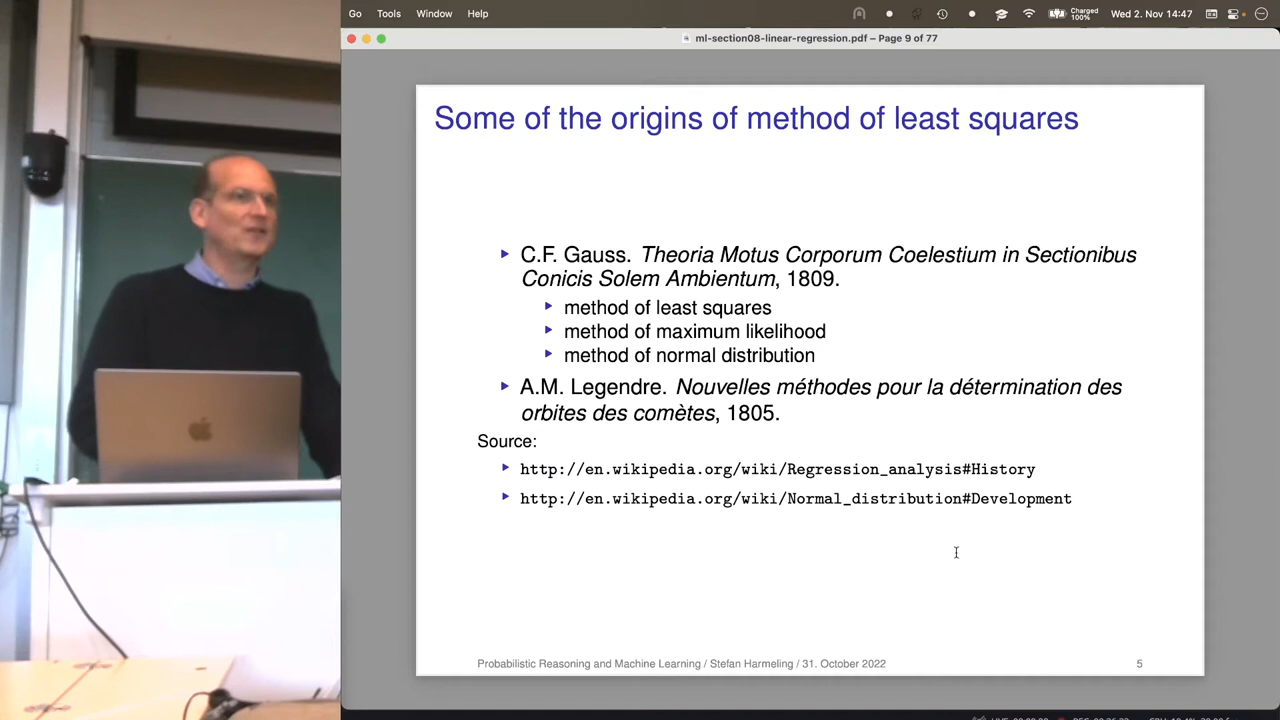 Go Tools Window Help Charged 100% Wed 2. Nov 14:47
ml-section08-linear-regression.pdf – Page 9 of 77
Some of the origins of method of least squares
C.F. Gauss. Theoria Motus Corporum Coelestium in Sectionibus
Conicis Solem Ambientum, 1809.
method of least squares
method of maximum likelihood
method of normal distribution
A.M. Legendre. Nouvelles méthodes pour la détermination des
orbites des comètes, 1805.
Source:
http://en.wikipedia.org/wiki/Regression_analysis#History
http://en.wikipedia.org/wiki/Normal_distribution#Development
Probabilistic Reasoning and Machine Learning / Stefan Harmeling / 31. October 2022 5